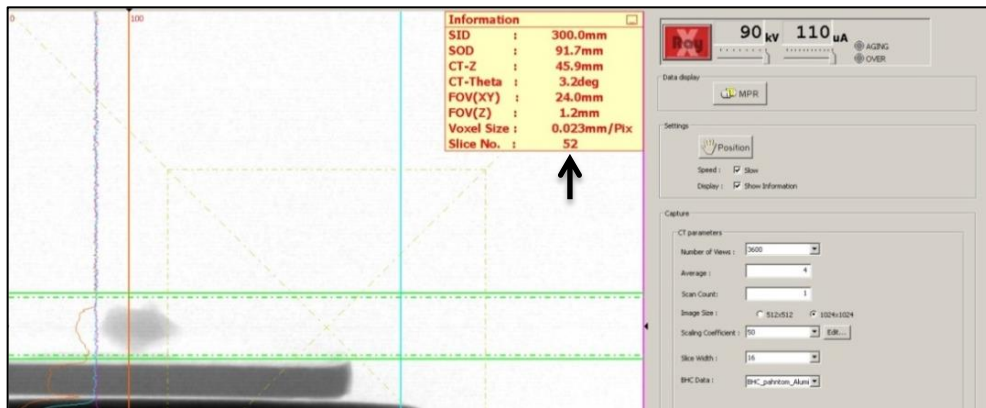 0
100
Information
SID : 300.0mm
SOD : 91.7mm
CT-Z : 45.9mm
CT-Theta : 3.2deg
FOV(XY) : 24.0mm
FOV(Z) : 1.2mm
Voxel Size : 0.023mm/Pix
Slice No. : 52
X
Ray
90 kV 110 uA
AGING
OVER
Data display
MPR
Settings
Position
Speed : Slow
Display : Show Information
Capture
CT parameters
Number of Views : 3600
Average : 4
Scan Count: 1
Image Size : 512x512 1024x1024
Scaling Coefficient : 50 Edit...
Slice Width : 16
BHC Data : BHC_pahntom_Alumi